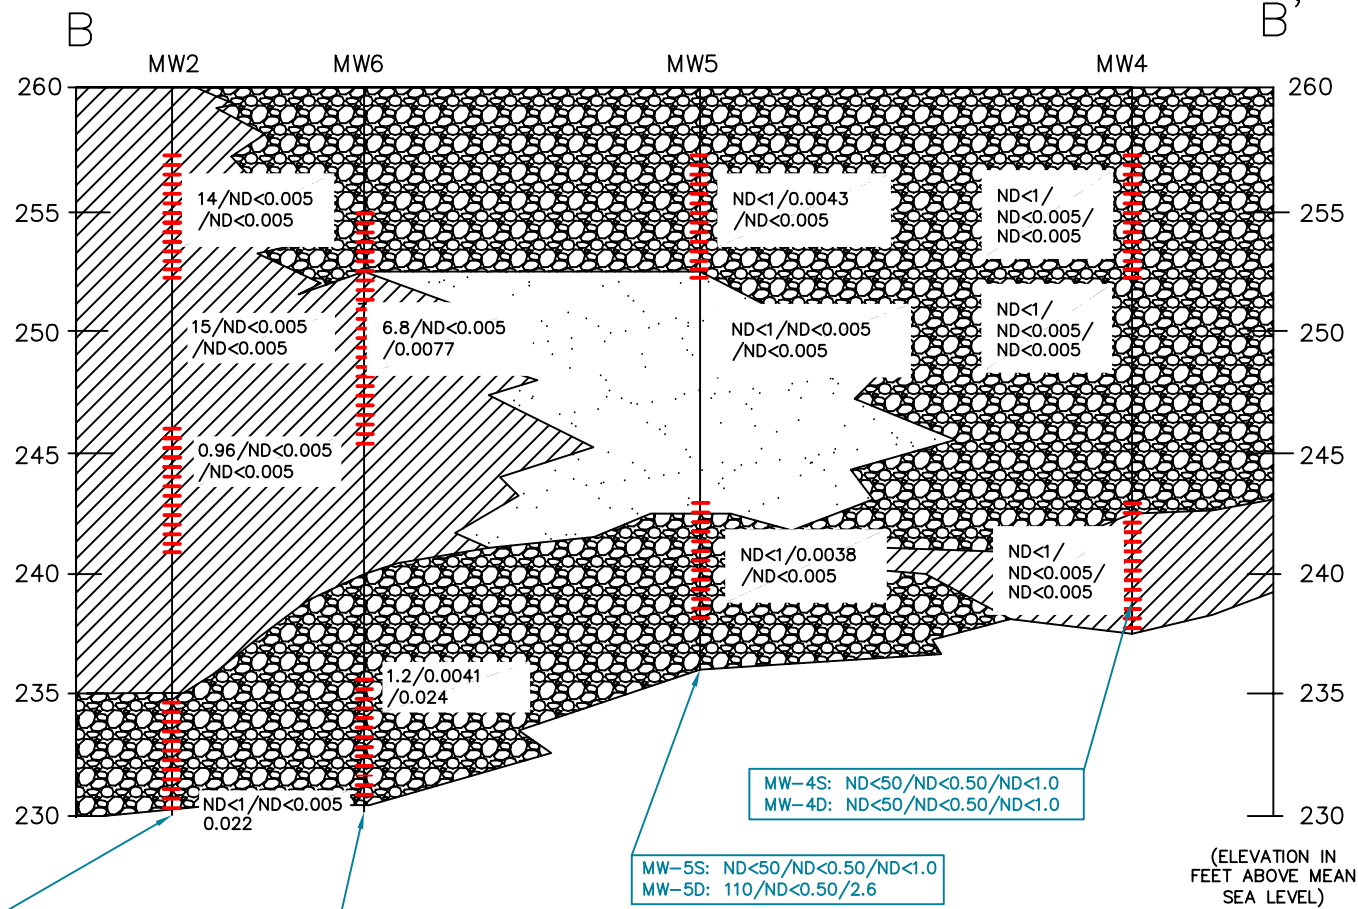 B
B'
MW2
MW6
MW5
MW4
260
260
14/ND<0.005
/ND<0.005
ND<1/0.0043
/ND<0.005
ND<1/
ND<0.005/
ND<0.005
255
255
15/ND<0.005
/ND<0.005
6.8/ND<0.005
/0.0077
ND<1/ND<0.005
/ND<0.005
ND<1/
ND<0.005/
ND<0.005
250
250
0.96/ND<0.005
/ND<0.005
245
245
ND<1/0.0038
/ND<0.005
ND<1/
ND<0.005/
ND<0.005
240
240
1.2/0.0041
/0.024
235
235
MW-4S: ND<50/ND<0.50/ND<1.0
MW-4D: ND<50/ND<0.50/ND<1.0
ND<1/ND<0.005
0.022
230
230
MW-5S: ND<50/ND<0.50/ND<1.0
MW-5D: 110/ND<0.50/2.6
(ELEVATION IN
FEET ABOVE MEAN
SEA LEVEL)